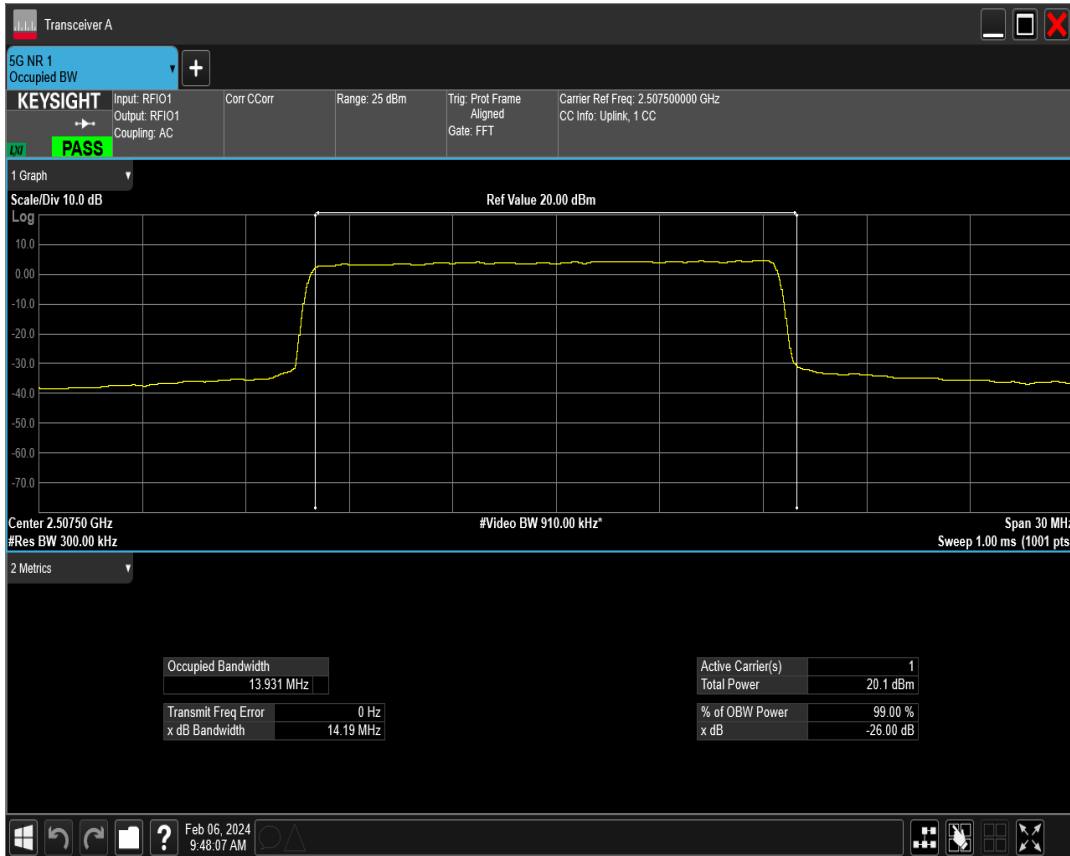 Transceiver A
5G NR 1
Occupied BW
+
KEYSIGHT
LXI
PASS
Input: RFIO1
Output: RFIO1
Coupling: AC
Corr CCorr
Range: 25 dBm
Trig: Prot Frame
Aligned
Gate: FFT
Carrier Ref Freq: 2.507500000 GHz
CC Info: Uplink, 1 CC
1 Graph
Scale/Div 10.0 dB
Ref Value 20.00 dBm
Log
10.0
0.00
-10.0
-20.0
-30.0
-40.0
-50.0
-60.0
-70.0
Center 2.50750 GHz
#Video BW 910.00 kHz*
Span 30 MHz
#Res BW 300.00 kHz
Sweep 1.00 ms (1001 pts
2 Metrics
Occupied Bandwidth
13.931 MHz
Transmit Freq Error 0 Hz
x dB Bandwidth 14.19 MHz
Active Carrier(s) 1
Total Power 20.1 dBm
% of OBW Power 99.00 %
x dB -26.00 dB
?
Feb 06, 2024
9:48:07 AM